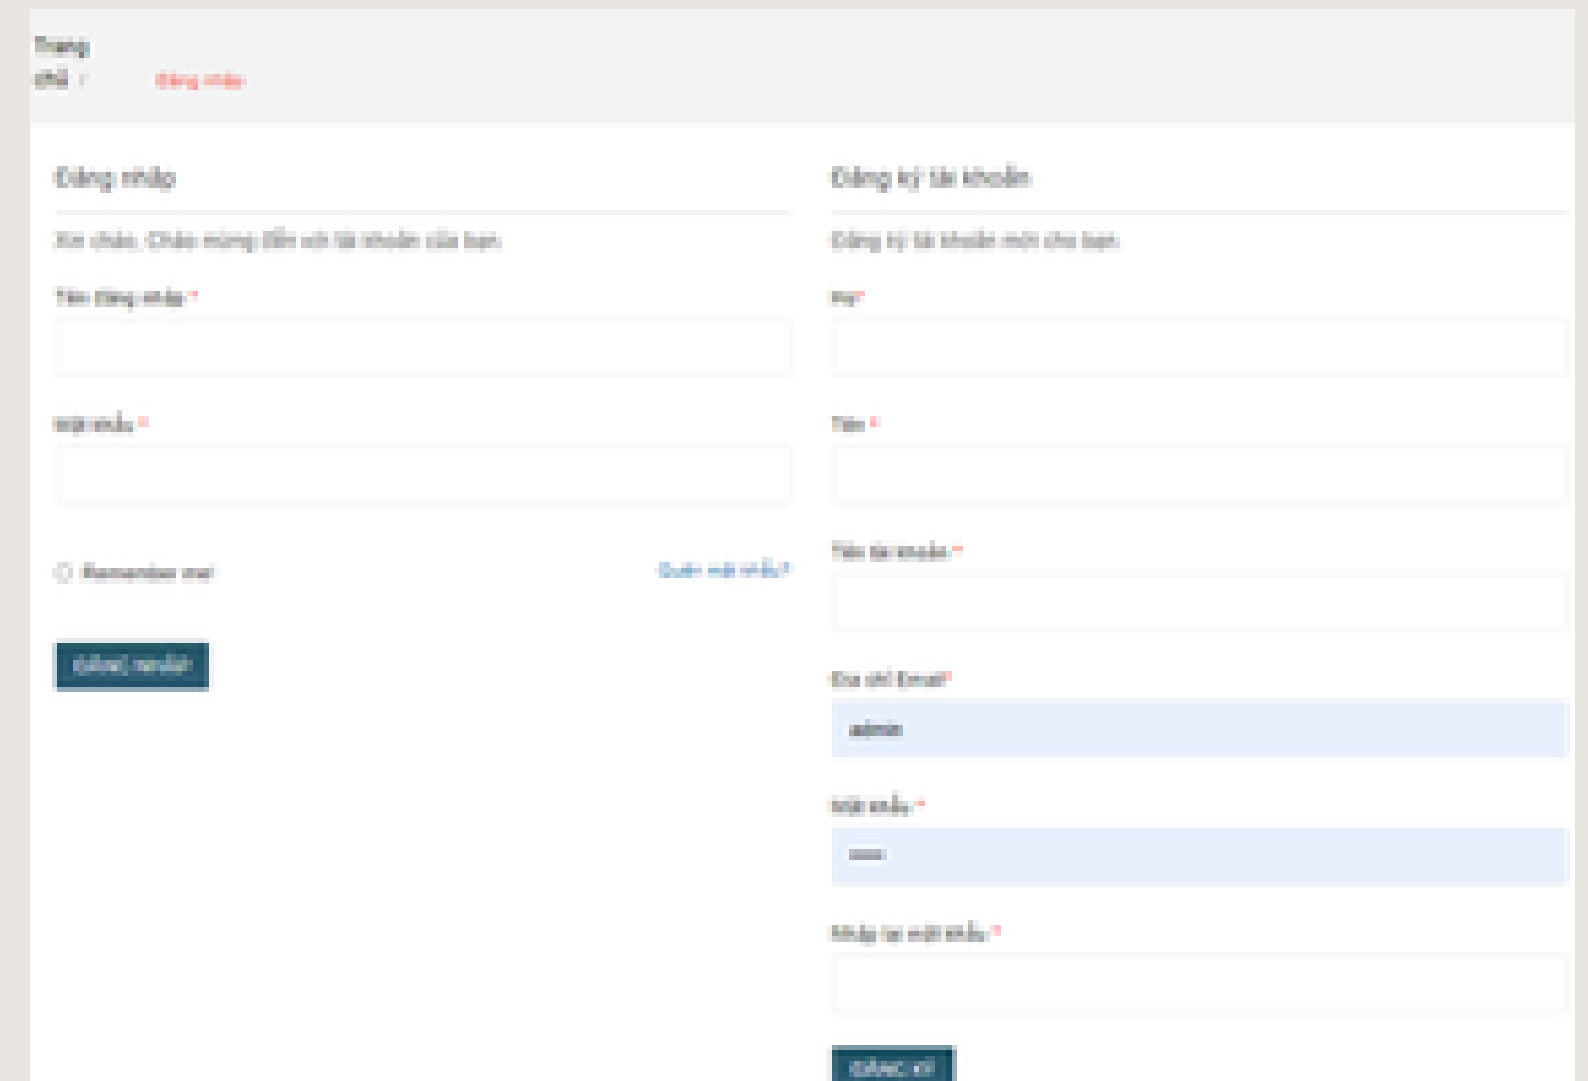 Trang
chủ / Đăng nhập
Đăng nhập
Xin chào, Chào mừng đến với tài khoản của bạn.
Tên đăng nhập *
Mật khẩu *
Remember me!
Quên mật khẩu?
ĐĂNG NHẬP
Đăng ký tài khoản
Đăng ký tài khoản mới cho bạn.
Họ*
Tên *
Tên tài khoản *
Địa chỉ Email*
admin
Mật khẩu *
•••••
Nhập lại mật khẩu *
ĐĂNG KÝ